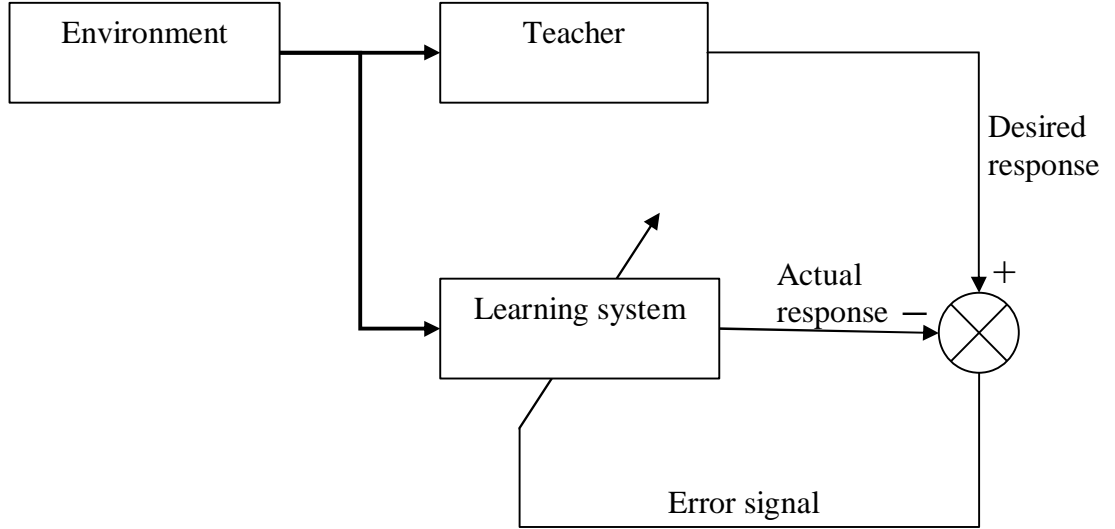 Environment
Teacher
Desired
response
+
Actual
response –
Learning system
Error signal